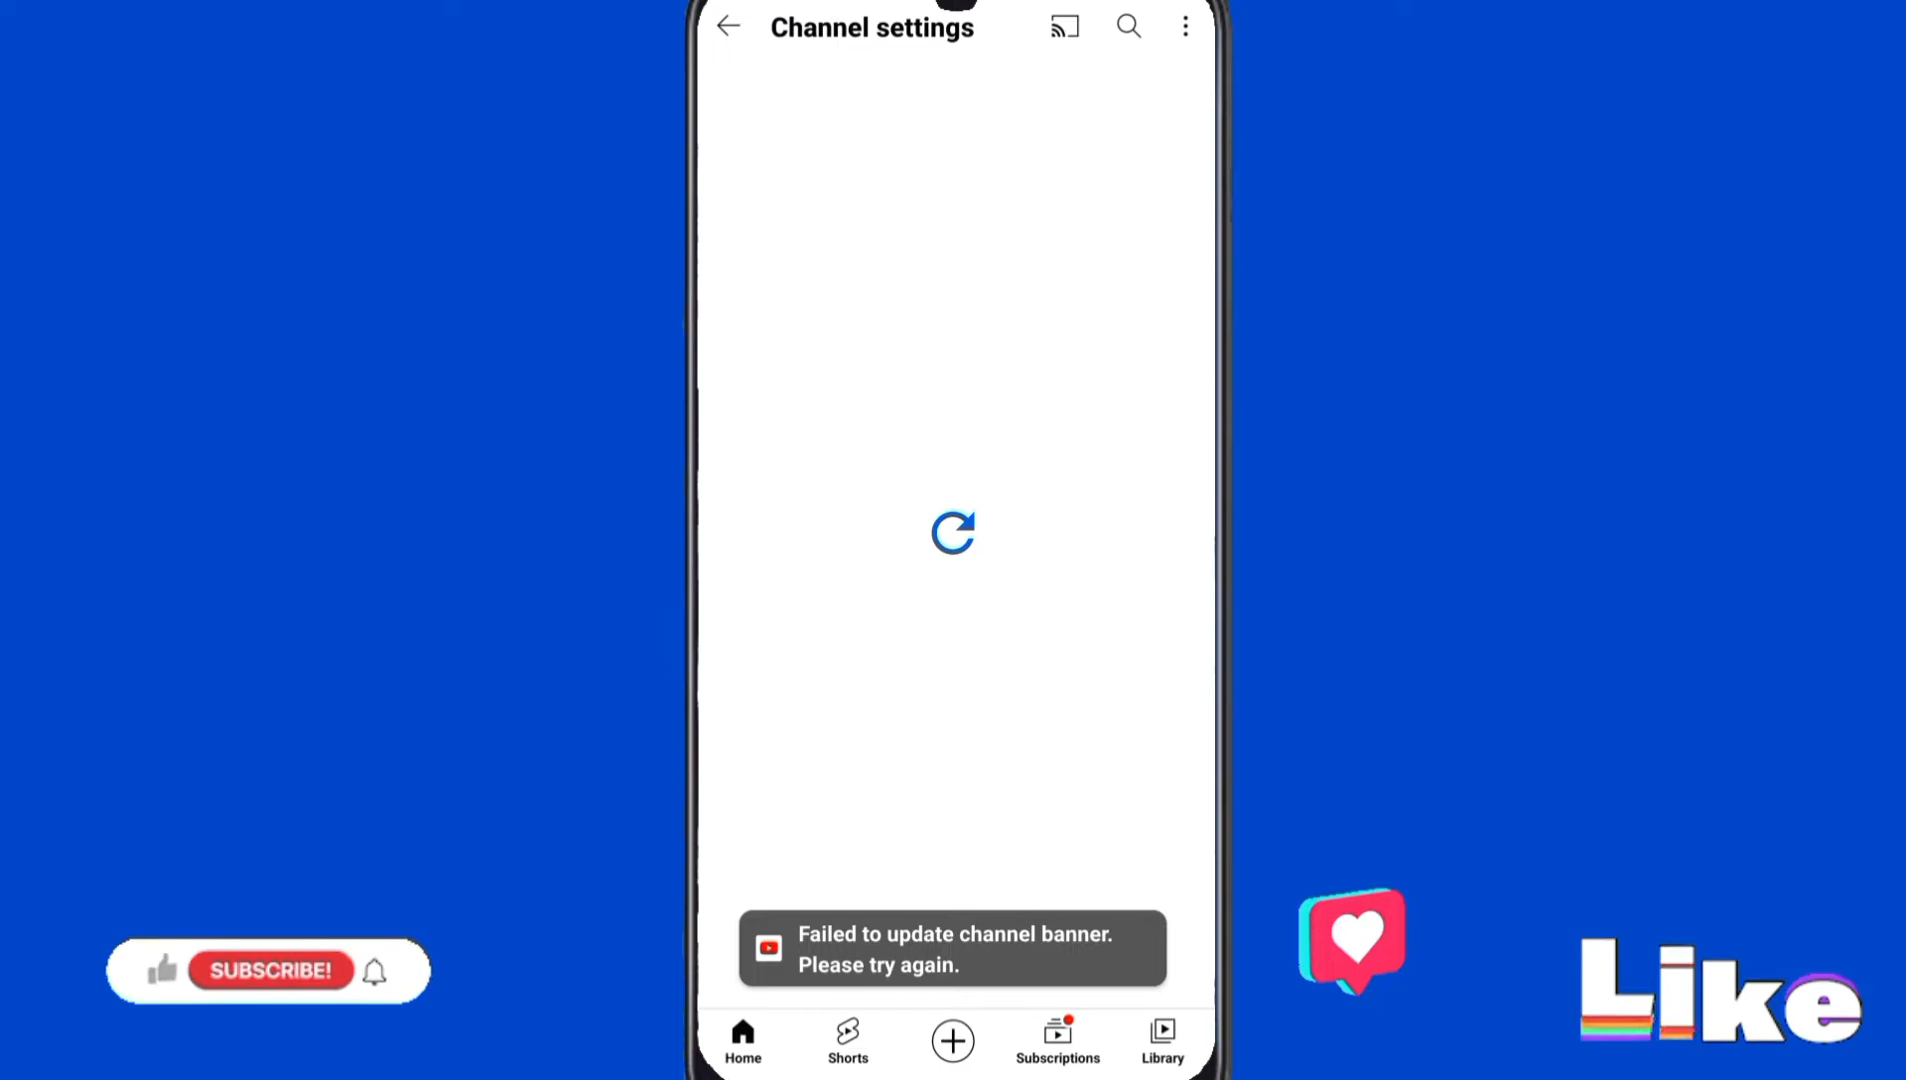 Channel settings
Failed to update channel banner.
Please try again.
SUBSCRIBE!
Like
Home
Shorts
Subscriptions
Library